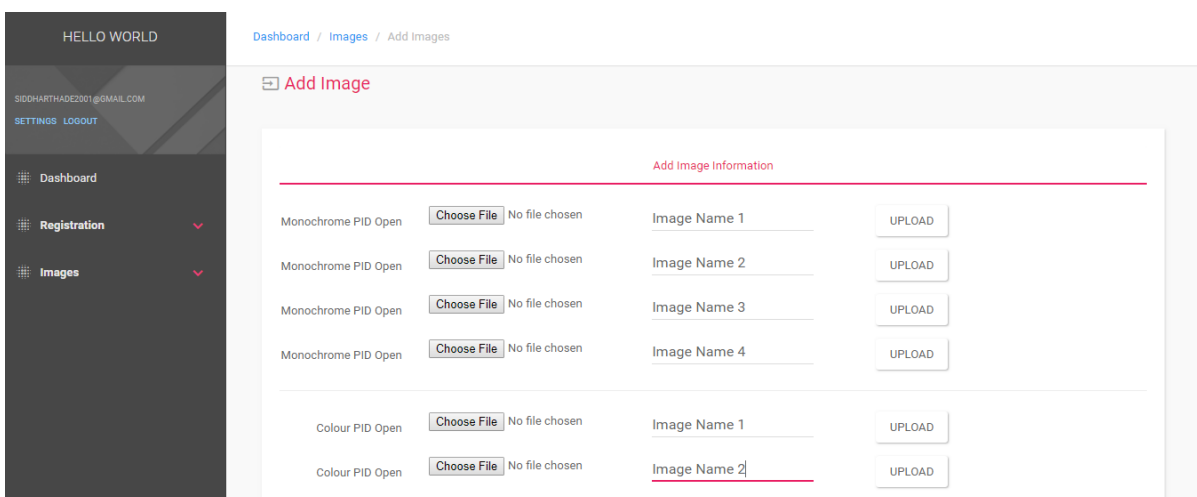 HELLO WORLD
SIDDHARTHADE2001@GMAIL.COM
SETTINGS LOGOUT
Dashboard
Registration
Images
Dashboard / Images / Add Images
Add Image
Add Image Information
Monochrome PID Open Choose File No file chosen Image Name 1 UPLOAD
Monochrome PID Open Choose File No file chosen Image Name 2 UPLOAD
Monochrome PID Open Choose File No file chosen Image Name 3 UPLOAD
Monochrome PID Open Choose File No file chosen Image Name 4 UPLOAD
Colour PID Open Choose File No file chosen Image Name 1 UPLOAD
Colour PID Open Choose File No file chosen Image Name 2 UPLOAD